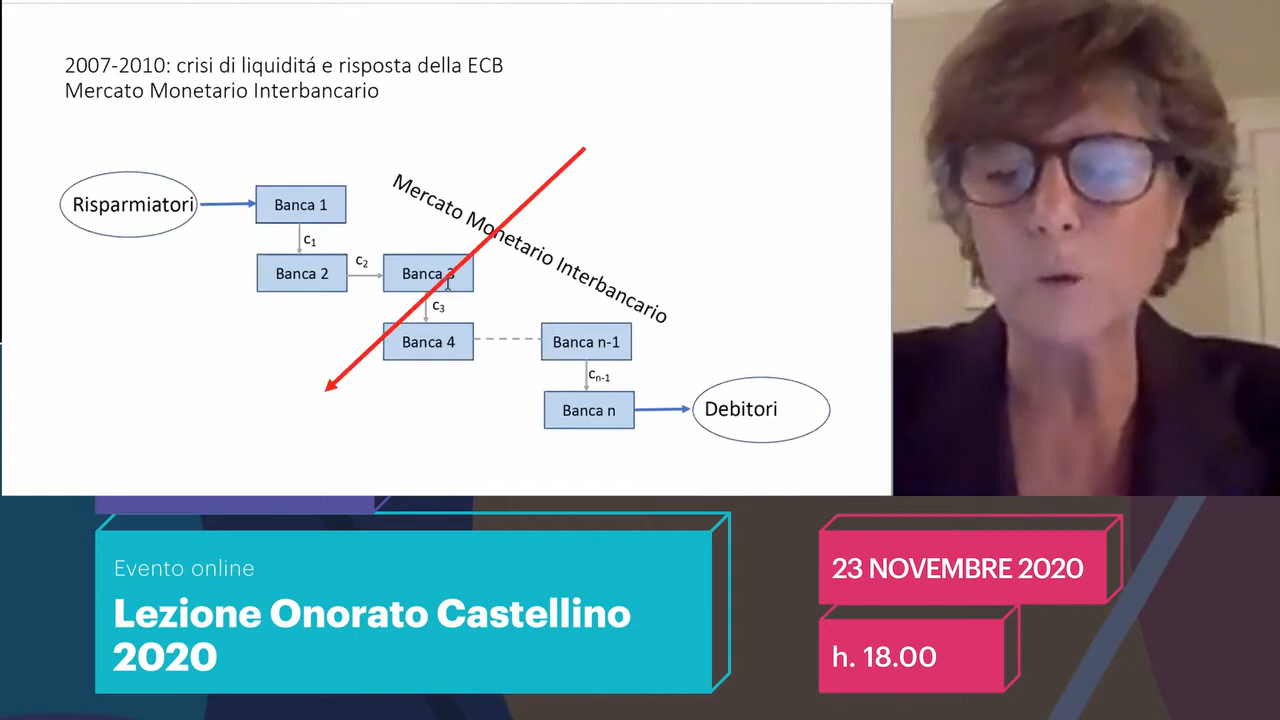 2007-2010: crisi di liquiditá e risposta della ECB
Mercato Monetario Interbancario
Mercato Monetario Interbancario
Risparmiatori
Banca 1
c1
Banca 2
c2
Banca 3
c3
Banca 4
Banca n-1
cn-1
Banca n
Debitori
Evento online
Lezione Onorato Castellino
2020
23 NOVEMBRE 2020
h. 18.00